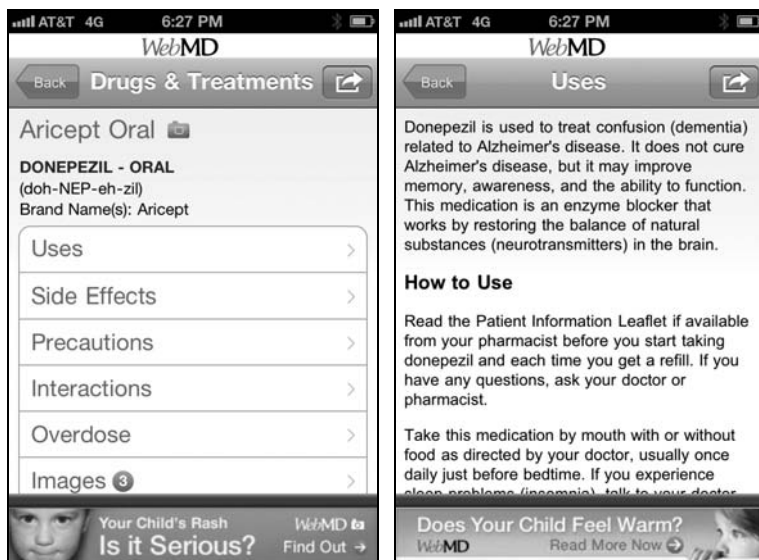 AT&T 4G 6:27 PM
WebMD
Back Drugs & Treatments
Aricept Oral
DONEPEZIL - ORAL
(doh-NEP-eh-zil)
Brand Name(s): Aricept
Uses
Side Effects
Precautions
Interactions
Overdose
Images 3
Your Child's Rash
Is it Serious?
WebMD
Find Out →
AT&T 4G 6:27 PM
WebMD
Back Uses
Donepezil is used to treat confusion (dementia)
related to Alzheimer's disease. It does not cure
Alzheimer's disease, but it may improve
memory, awareness, and the ability to function.
This medication is an enzyme blocker that
works by restoring the balance of natural
substances (neurotransmitters) in the brain.
How to Use
Read the Patient Information Leaflet if available
from your pharmacist before you start taking
donepezil and each time you get a refill. If you
have any questions, ask your doctor or
pharmacist.
Take this medication by mouth with or without
food as directed by your doctor, usually once
daily just before bedtime. If you experience
sleep problems (insomnia), talk to your doctor
Does Your Child Feel Warm?
WebMD Read More Now